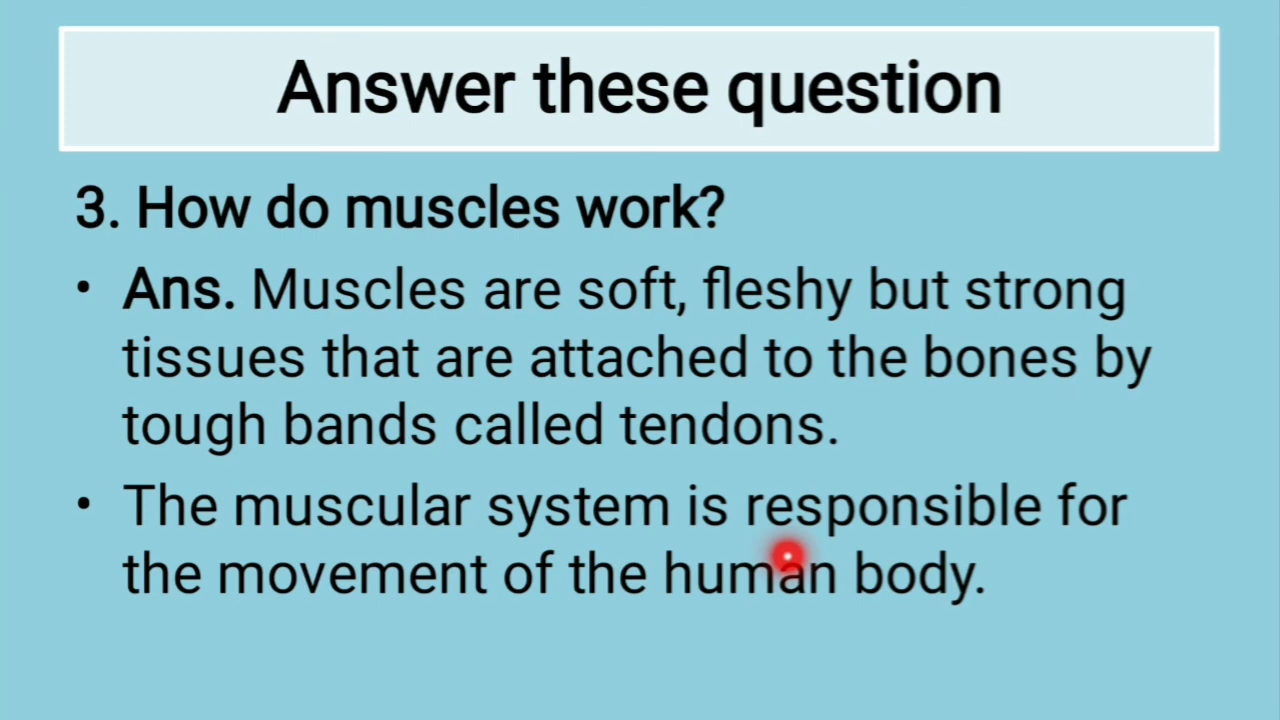 Answer these question
3. How do muscles work?
• Ans. Muscles are soft, fleshy but strong
tissues that are attached to the bones by
tough bands called tendons.
• The muscular system is responsible for
the movement of the human body.